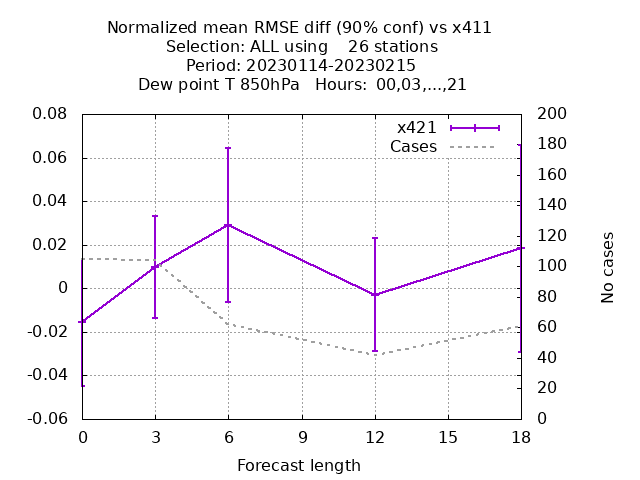 Normalized mean RMSE diff (90% conf) vs x411
Selection: ALL using    26 stations
Period: 20230114-20230215
Dew point T 850hPa   Hours: 00,03,...,21
x421
Cases
0.08
0.06
0.04
0.02
0
-0.02
-0.04
-0.06
200
180
160
140
120
100
80
60
40
20
0
No cases
0 3 6 9 12 15 18
Forecast length